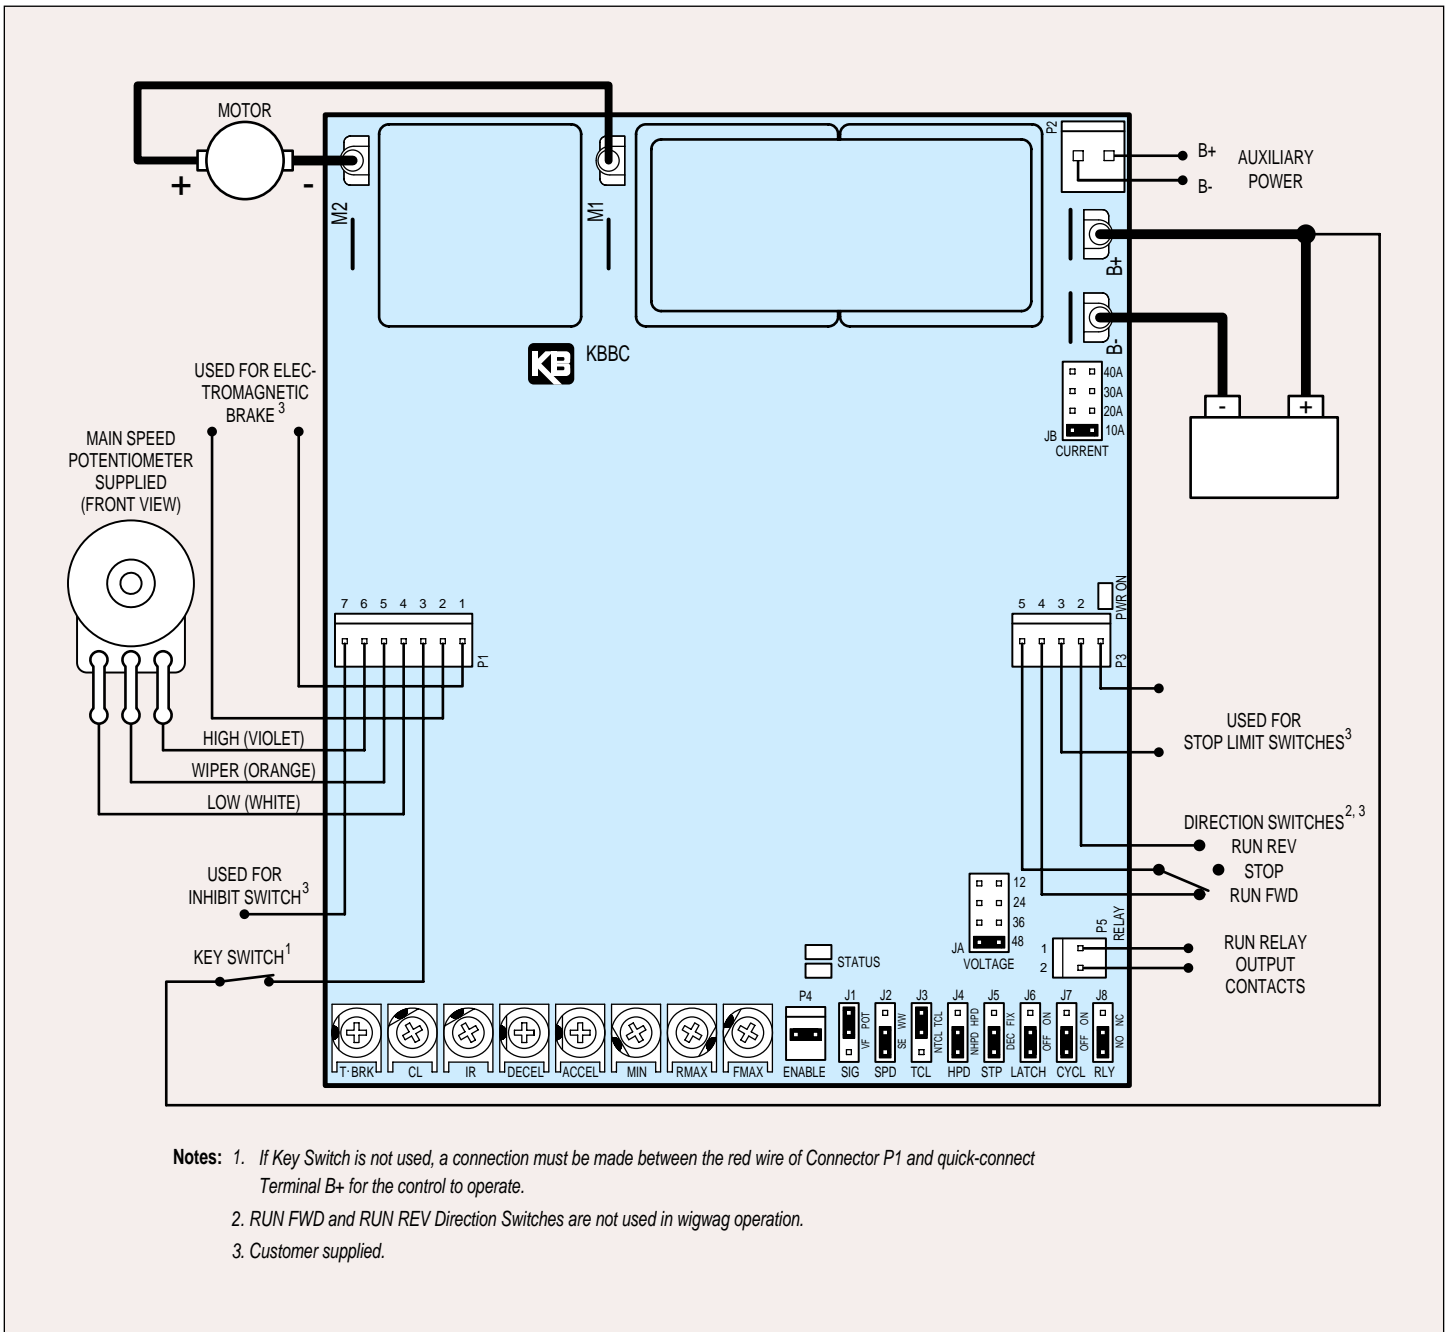 MOTOR
+
-
M2
M1
P2
B+
B-
AUXILIARY
POWER
B+
B-
KB
KBBC
40A
30A
20A
10A
JB
CURRENT
-
+
USED FOR ELEC-
TROMAGNETIC
BRAKE 3
MAIN SPEED
POTENTIOMETER
SUPPLIED
(FRONT VIEW)
7 6 5 4 3 2 1
P1
HIGH (VIOLET)
WIPER (ORANGE)
LOW (WHITE)
USED FOR
INHIBIT SWITCH3
KEY SWITCH1
PWR ON
5 4 3 2
P3
USED FOR
STOP LIMIT SWITCHES3
DIRECTION SWITCHES2, 3
RUN REV
STOP
RUN FWD
12
24
36
48
JA
VOLTAGE
P5
RELAY
1
2
RUN RELAY
OUTPUT
CONTACTS
STATUS
P4
ENABLE
J1 J2 J3 J4 J5 J6 J7 J8
VF POT
SE WW
NTCL TCL
NHPD HPD
DEC FIX
OFF ON
OFF ON
NO NC
T-BRK CL IR DECEL ACCEL MIN RMAX FMAX
SIG SPD TCL HPD STP LATCH CYCL RLY
Notes: 1. If Key Switch is not used, a connection must be made between the red wire of Connector P1 and quick-connect
Terminal B+ for the control to operate.
2. RUN FWD and RUN REV Direction Switches are not used in wigwag operation.
3. Customer supplied.